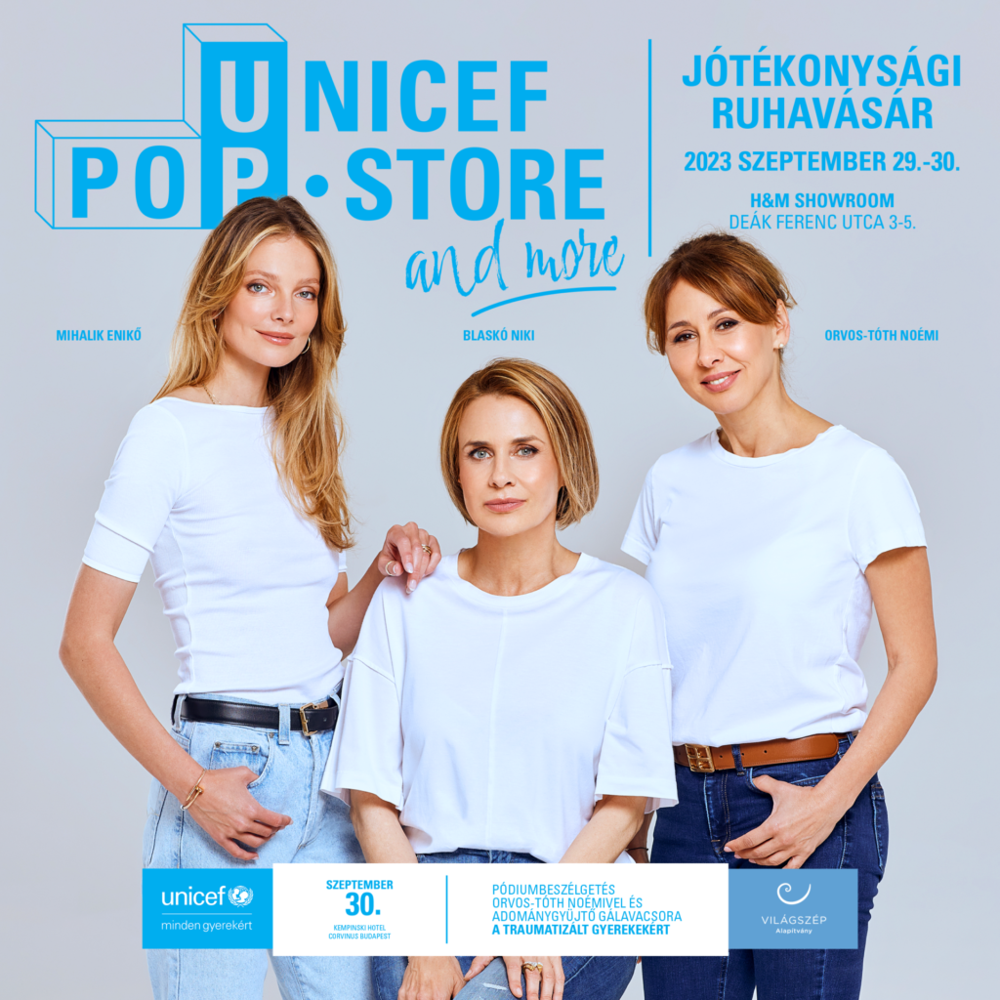 UNICEF
POP•STORE
and more
JÓTÉKONYSÁGI
RUHAVÁSÁR
2023 SZEPTEMBER 29.-30.
H&M SHOWROOM
DEÁK FERENC UTCA 3-5.
MIHALIK ENIKŐ
BLASKÓ NIKI
ORVOS-TÓTH NOÉMI
unicef
minden gyerekért
SZEPTEMBER
30.
KEMPINSKI HOTEL
CORVINUS BUDAPEST
PÓDIUMBESZÉLGETÉS
ORVOS-TÓTH NOÉMIVEL ÉS
ADOMÁNYGYŰJTŐ GÁLAVACSORA
A TRAUMATIZÁLT GYEREKEKÉRT
VILÁGSZÉP
Alapítvány